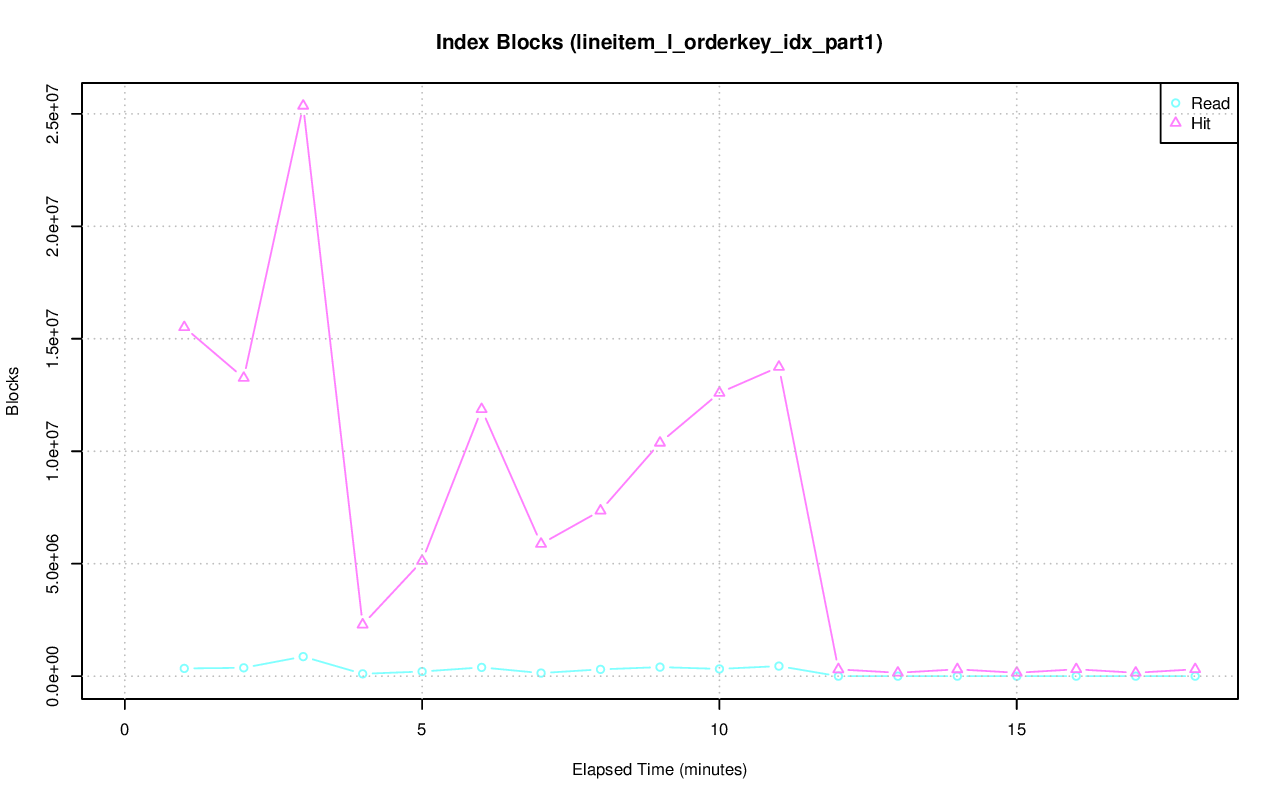 Index Blocks (lineitem_l_orderkey_idx_part1)
Read
Hit
2.5e+07
2.0e+07
1.5e+07
1.0e+07
5.0e+06
0.0e+00
Blocks
0 5 10 15
Elapsed Time (minutes)